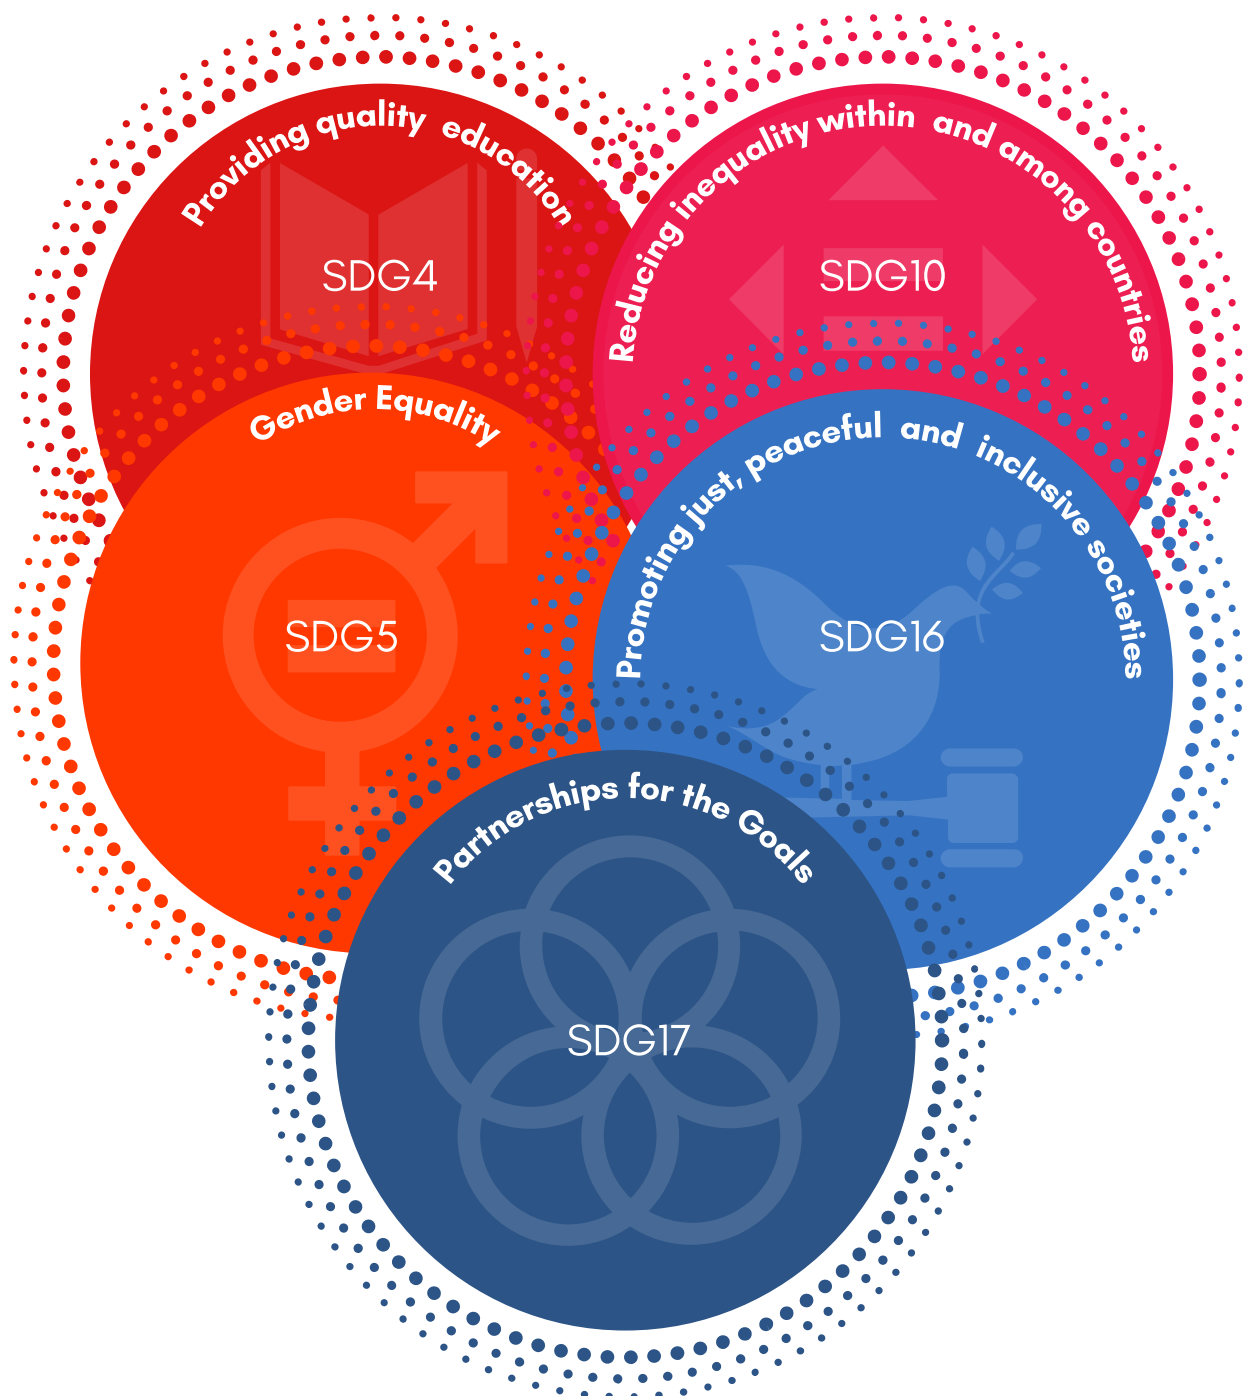 Providing quality education
SDG4
Reducing inequality within and among countries
SDG10
Gender Equality
SDG5
Promoting just, peaceful and inclusive societies
SDG16
Partnerships for the Goals
SDG17